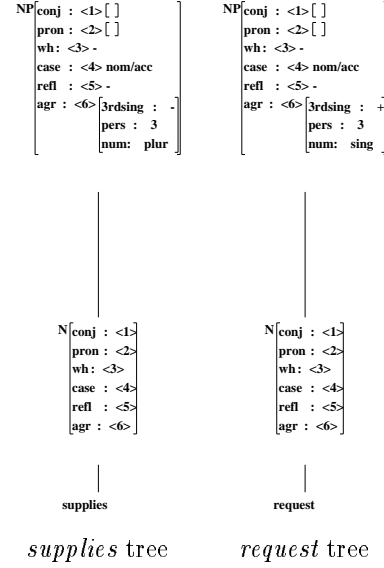 NP conj : <1>[ ]
pron : <2>[ ]
wh : <3> -
case : <4> nom/acc
refl : <5> -
agr : <6> 3rdsing : -
pers : 3
num: plur
N conj : <1>
pron : <2>
wh : <3>
case : <4>
refl : <5>
agr : <6>
supplies
supplies tree
NP conj : <1>[ ]
pron : <2>[ ]
wh : <3> -
case : <4> nom/acc
refl : <5> -
agr : <6> 3rdsing : +
pers : 3
num: sing
N conj : <1>
pron : <2>
wh : <3>
case : <4>
refl : <5>
agr : <6>
request
request tree